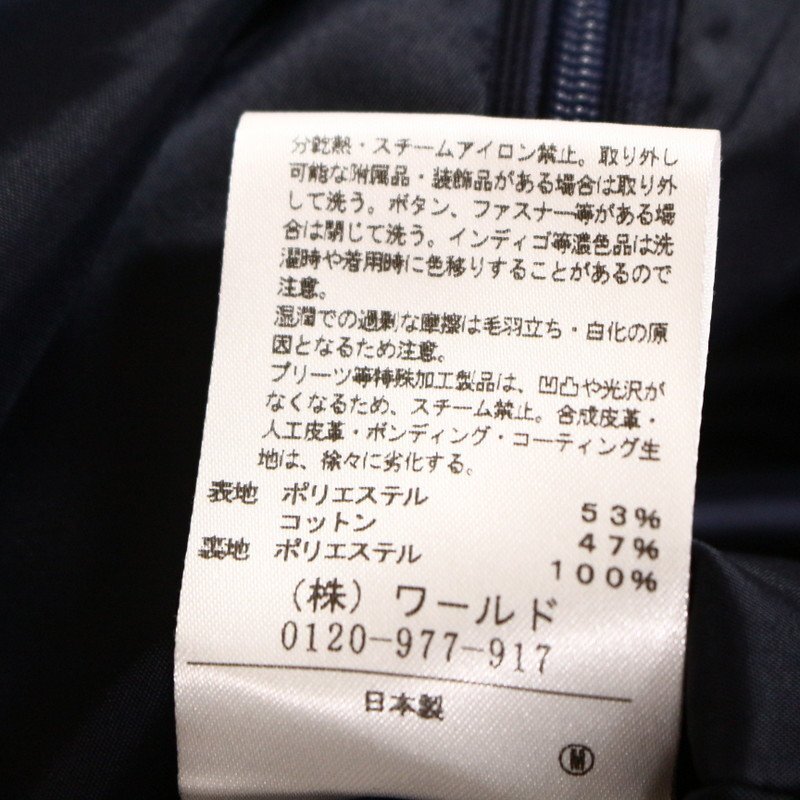 分乾熱・スチームアイロン禁止。取り外し
可能な附属品・装飾品がある場合は取り外
して洗う。ボタン、ファスナー等がある場
合は閉じて洗う。インディゴ等濃色品は洗
濯時や着用時に色移りすることがあるので
注意。
湿潤での過剰な摩擦は毛羽立ち・白化の原
因となるため注意。
プリーツ等特殊加工製品は、凹凸や光沢が
なくなるため、スチーム禁止。合成皮革・
人工皮革・ボンディング・コーティング生
地は、徐々に劣化する。
表地 ポリエステル 53%
コットン 47%
裏地 ポリエステル 100%
(株)ワールド
0120-977-917
日本製
M